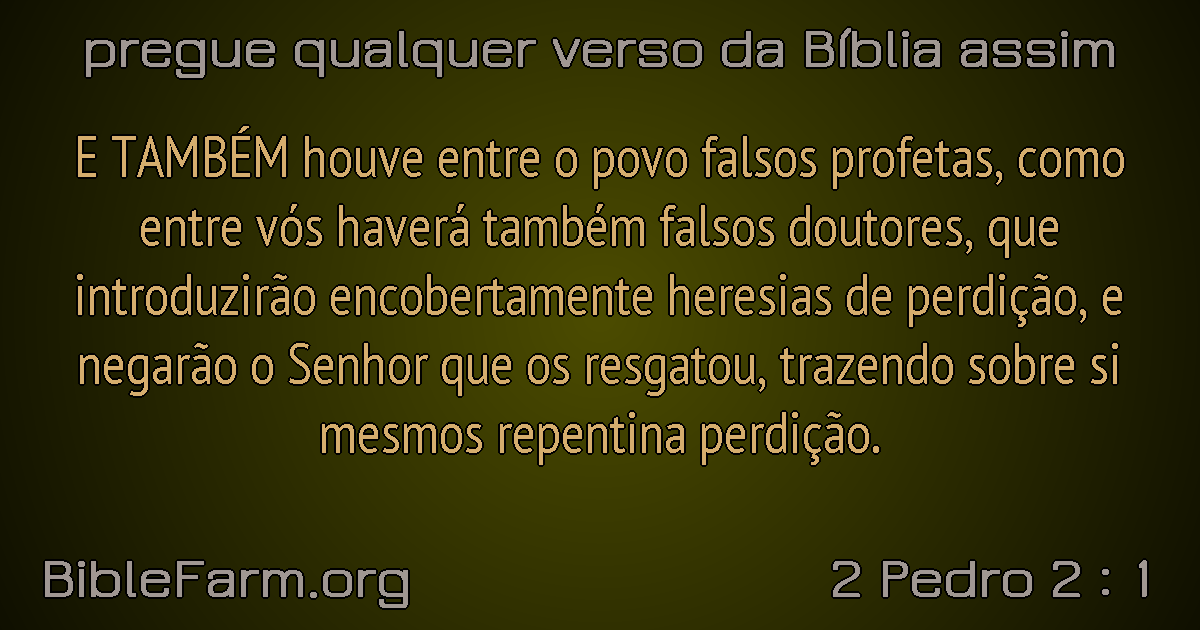 pregue qualquer verso da Bíblia assim
E TAMBÉM houve entre o povo falsos profetas, como
entre vós haverá também falsos doutores, que
introduzirão encobertamente heresias de perdição, e
negarão o Senhor que os resgatou, trazendo sobre si
mesmos repentina perdição.
BibleFarm.org
2 Pedro 2 : 1